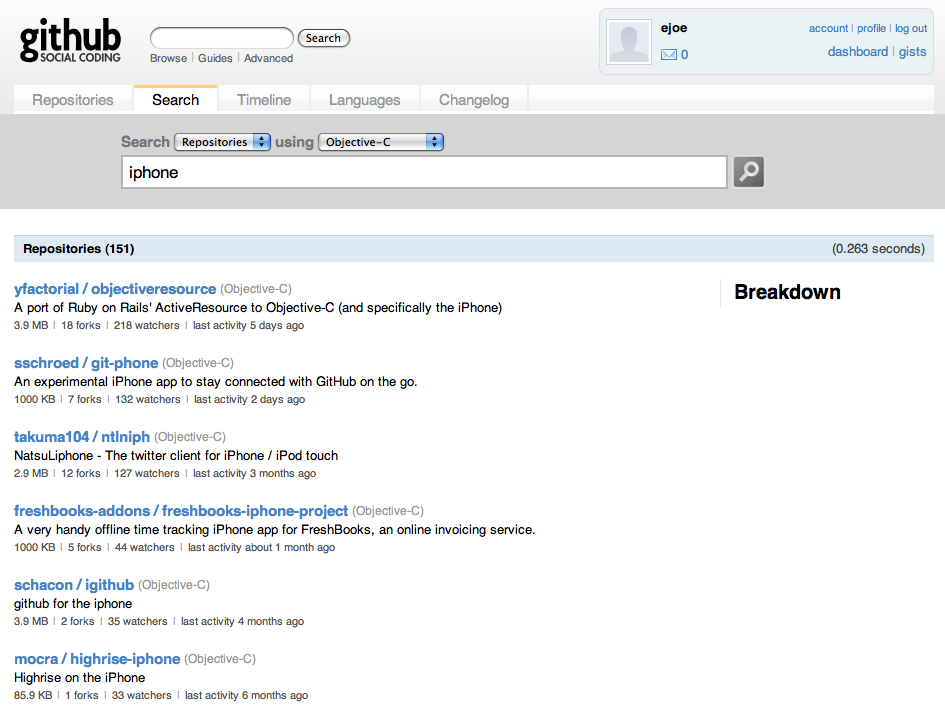 github
SOCIAL CODING
Search
Browse | Guides | Advanced
ejoe
0
account | profile | log out
dashboard | gists
Repositories Search Timeline Languages Changelog
Search Repositories using Objective-C
iphone
Repositories (151) (0.263 seconds)
yfactorial / objectiveresource (Objective-C)
A port of Ruby on Rails' ActiveResource to Objective-C (and specifically the iPhone)
3.9 MB | 18 forks | 218 watchers | last activity 5 days ago
Breakdown
sschroed / git-phone (Objective-C)
An experimental iPhone app to stay connected with GitHub on the go.
1000 KB | 7 forks | 132 watchers | last activity 2 days ago
takuma104 / ntlniph (Objective-C)
NatsuLiphone - The twitter client for iPhone / iPod touch
2.9 MB | 12 forks | 127 watchers | last activity 3 months ago
freshbooks-addons / freshbooks-iphone-project (Objective-C)
A very handy offline time tracking iPhone app for FreshBooks, an online invoicing service.
1000 KB | 5 forks | 44 watchers | last activity about 1 month ago
schacon / igithub (Objective-C)
github for the iphone
3.9 MB | 2 forks | 35 watchers | last activity 4 months ago
mocra / highrise-iphone (Objective-C)
Highrise on the iPhone
85.9 KB | 1 forks | 33 watchers | last activity 6 months ago